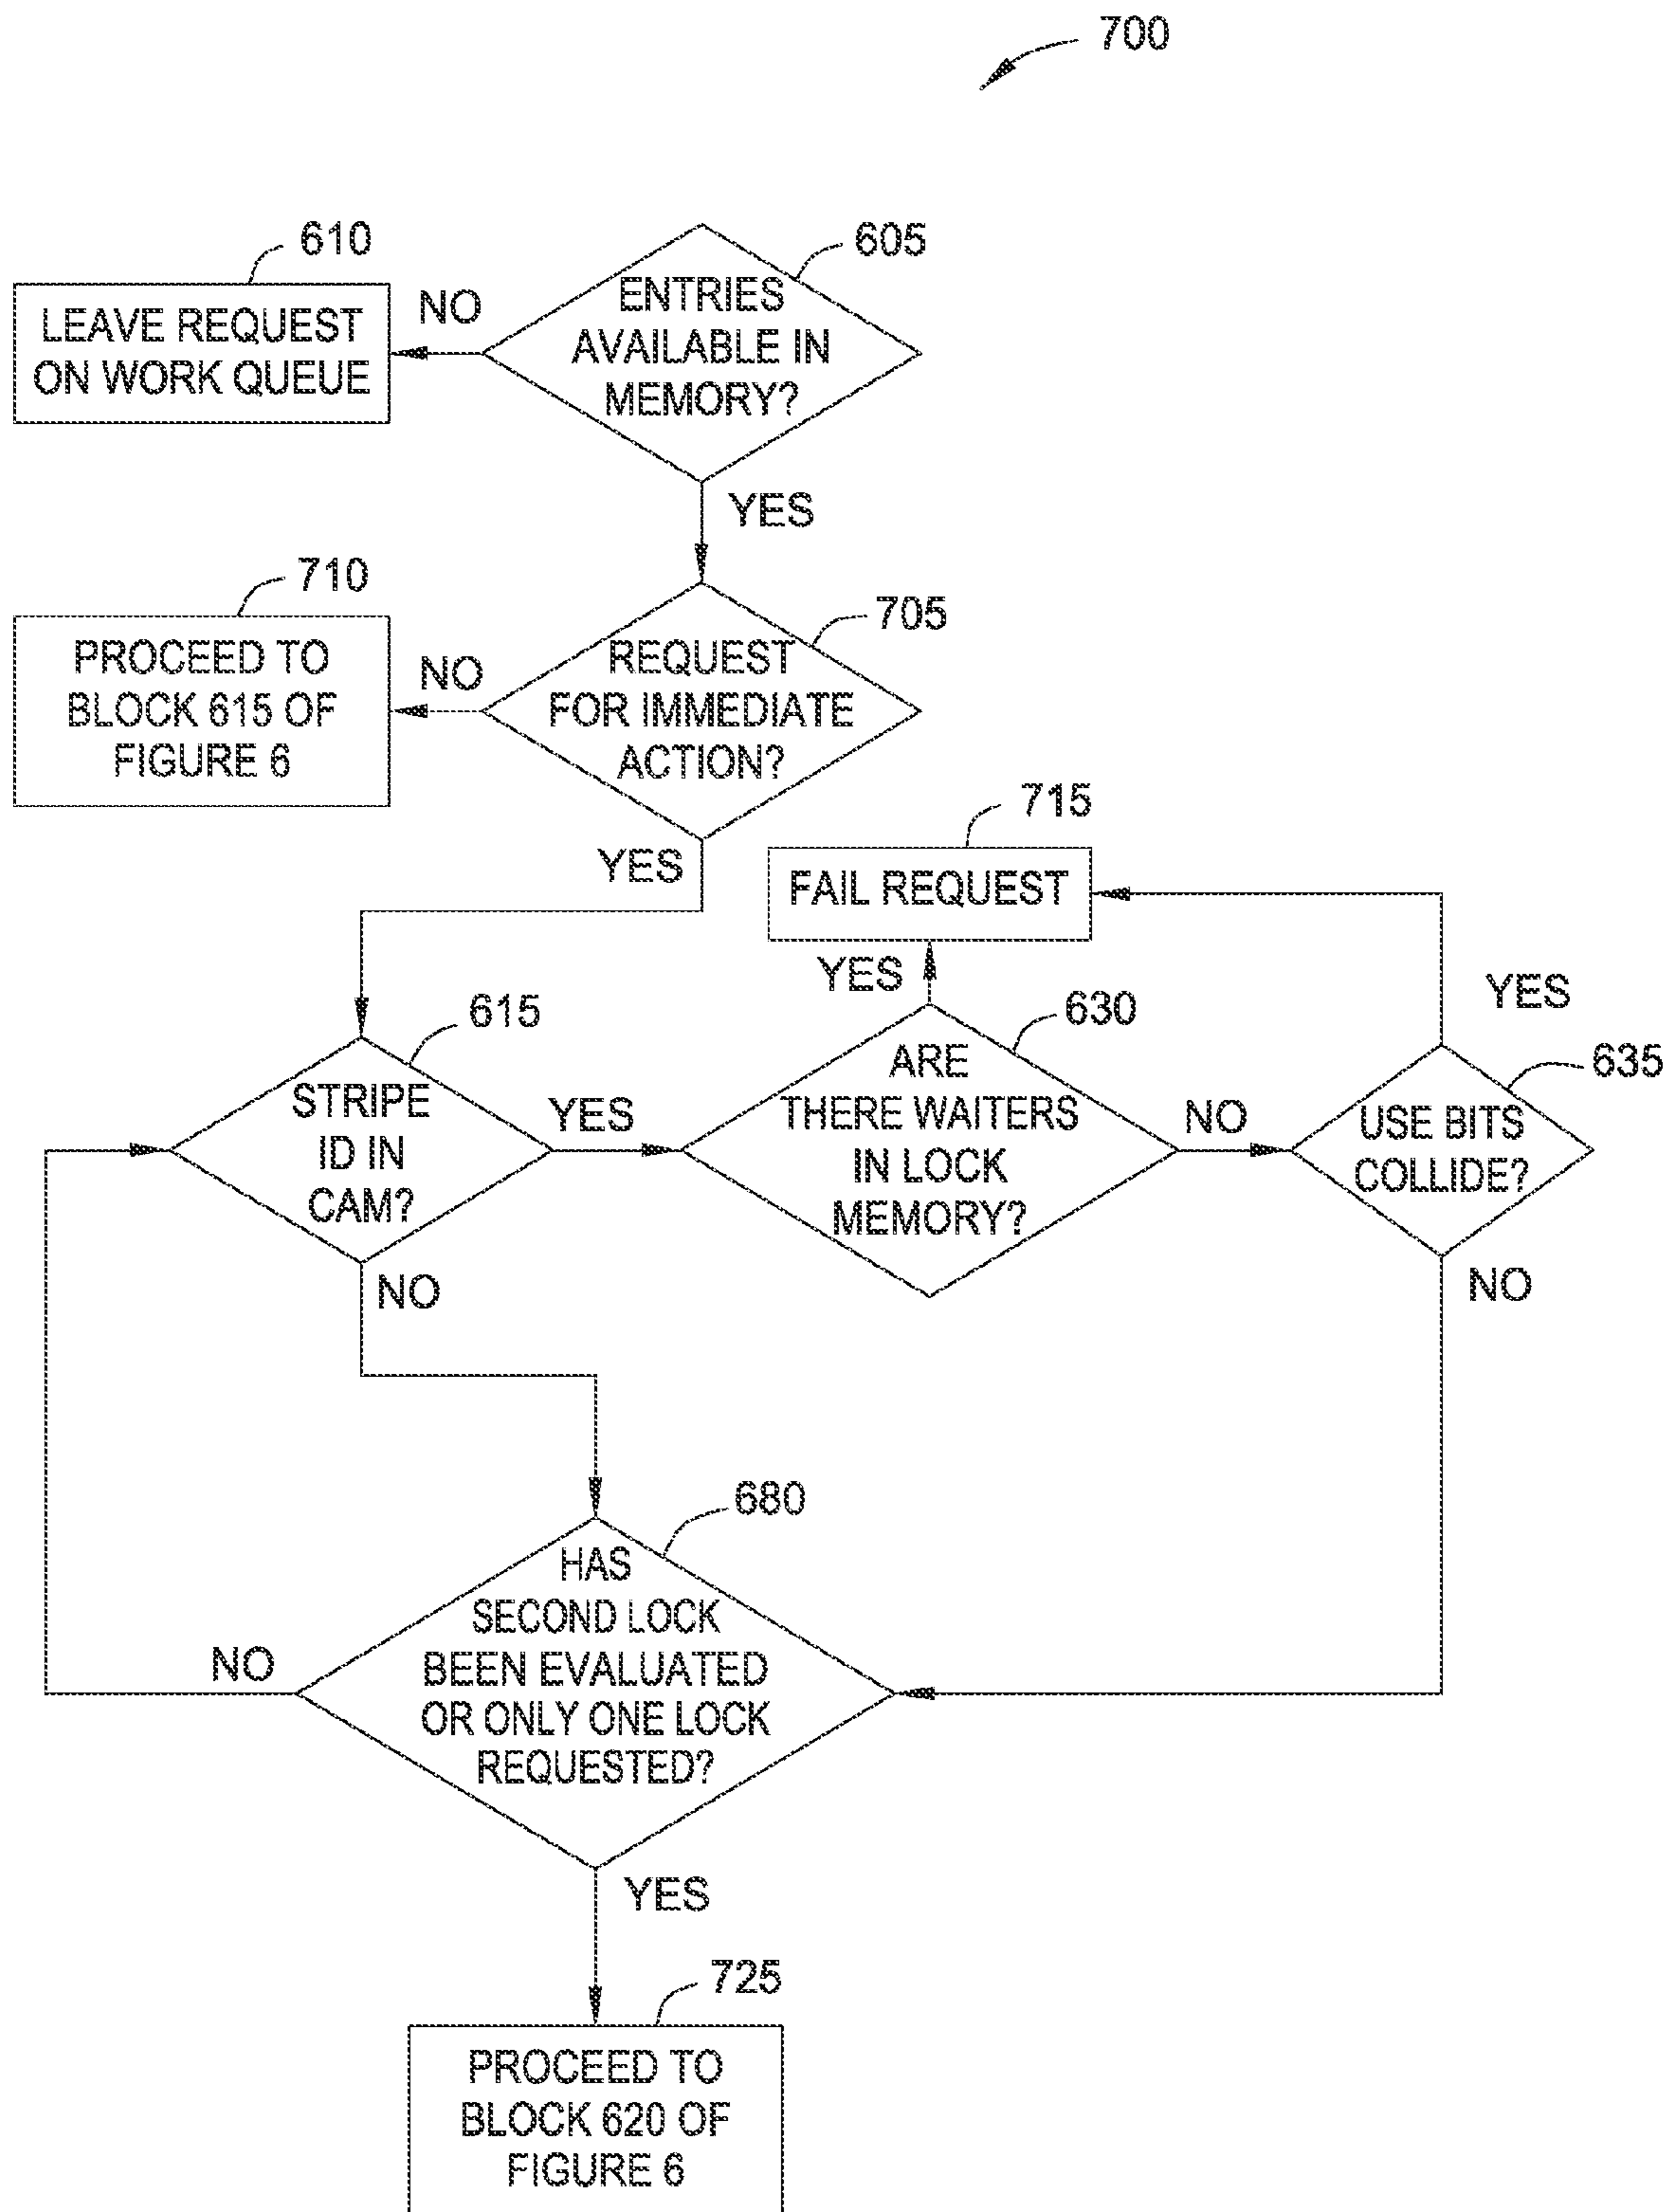 700
610
605
LEAVE REQUEST
ON WORK QUEUE
NO
ENTRIES
AVAILABLE IN
MEMORY?
YES
710
705
PROCEED TO
BLOCK 615 OF
FIGURE 6
NO
REQUEST
FOR IMMEDIATE
ACTION?
YES
715
FAIL REQUEST
YES
YES
615
630
635
STRIPE
ID IN
CAM?
YES
ARE
THERE WAITERS
IN LOCK
MEMORY?
NO
USE BITS
COLLIDE?
NO
NO
680
HAS
SECOND LOCK
BEEN EVALUATED
OR ONLY ONE LOCK
REQUESTED?
NO
YES
725
PROCEED TO
BLOCK 620 OF
FIGURE 6